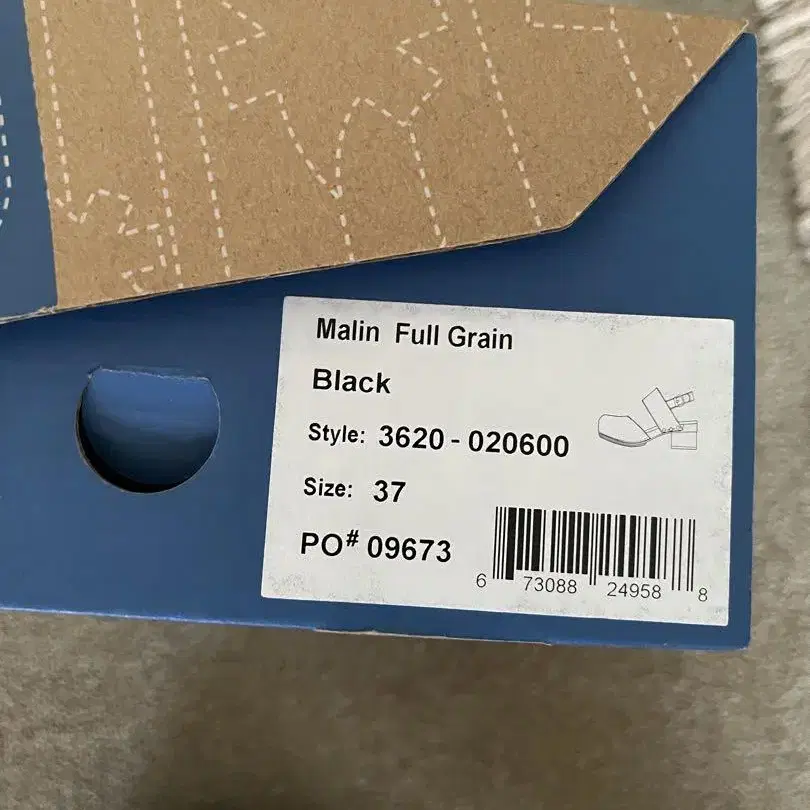 Malin Full Grain
Black
Style: 3620 - 020600
Size: 37
PO# 09673
6 73088 24958 8